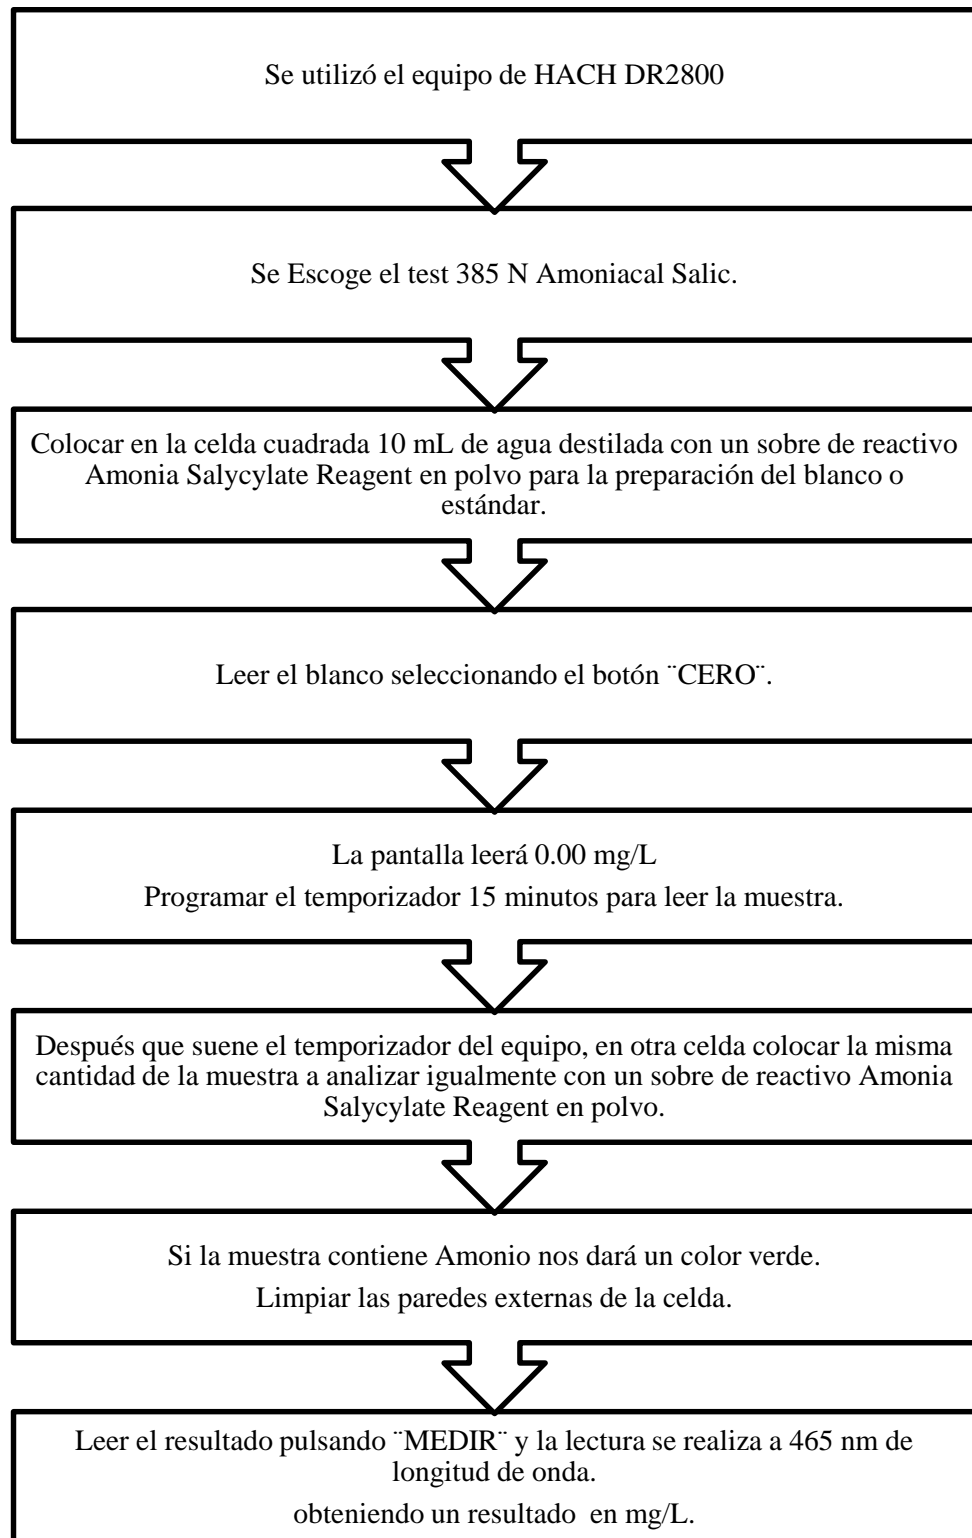 Se utilizó el equipo de HACH DR2800
Se Escoge el test 385 N Amoniacal Salic.
Colocar en la celda cuadrada 10 mL de agua destilada con un sobre de reactivo
Amonia Salycylate Reagent en polvo para la preparación del blanco o
estándar.
Leer el blanco seleccionando el botón ¨CERO¨.
La pantalla leerá 0.00 mg/L
Programar el temporizador 15 minutos para leer la muestra.
Después que suene el temporizador del equipo, en otra celda colocar la misma
cantidad de la muestra a analizar igualmente con un sobre de reactivo Amonia
Salycylate Reagent en polvo.
Si la muestra contiene Amonio nos dará un color verde.
Limpiar las paredes externas de la celda.
Leer el resultado pulsando ¨MEDIR¨ y la lectura se realiza a 465 nm de
longitud de onda.
obteniendo un resultado  en mg/L.